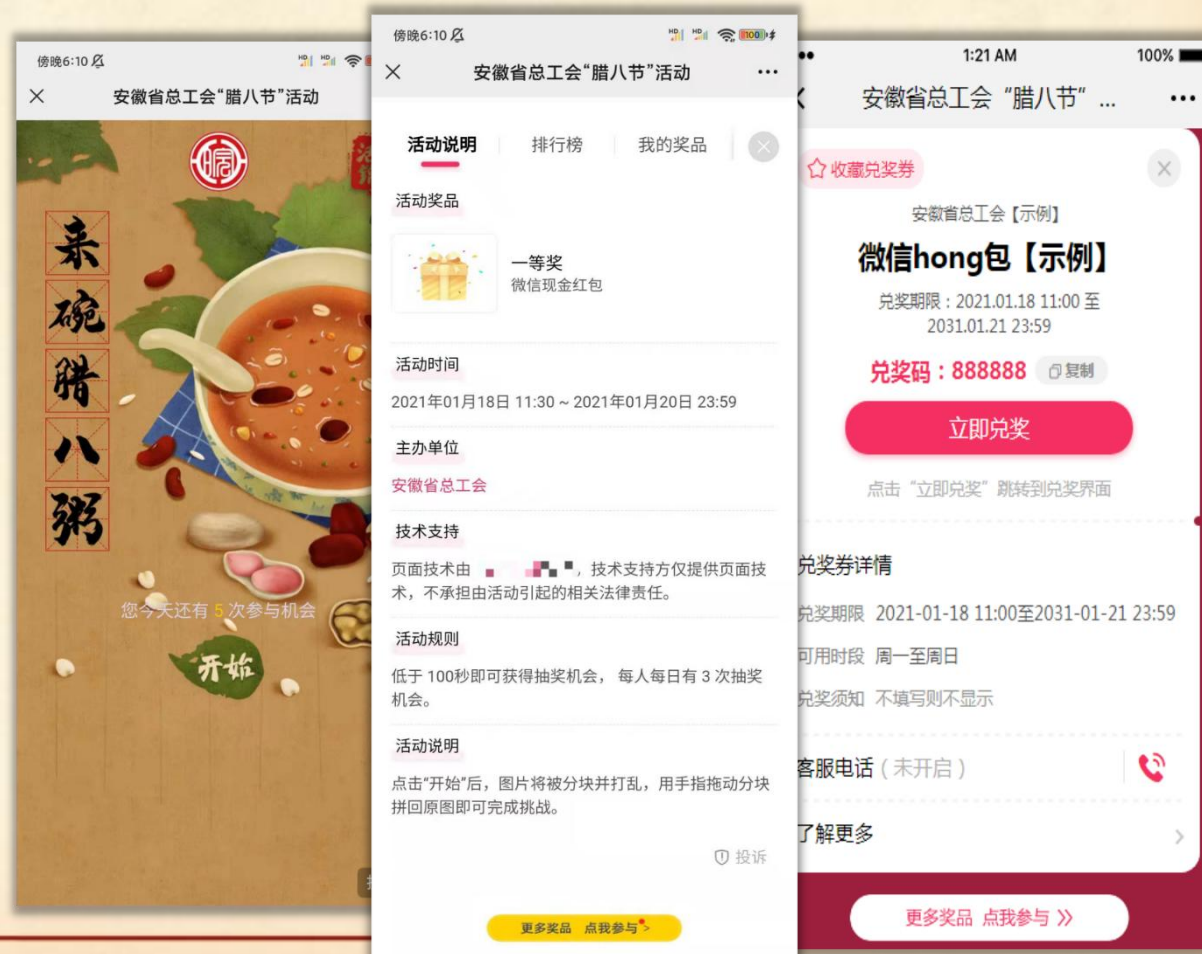 傍晚6:10
安徽省总工会“腊八节”活动
来碗腊八粥
您今天还有 5 次参与机会
开始
傍晚6:10
HD
HD
100
安徽省总工会“腊八节”活动
活动说明
排行榜
我的奖品
活动奖品
一等奖
微信现金红包
活动时间
2021年01月18日 11:30 ~ 2021年01月20日 23:59
主办单位
安徽省总工会
技术支持
页面技术由 ，技术支持方仅提供页面技
术，不承担由活动引起的相关法律责任。
活动规则
低于 100秒即可获得抽奖机会， 每人每日有 3 次抽奖
机会。
活动说明
点击“开始”后，图片将被分块并打乱，用手指拖动分块
拼回原图即可完成挑战。
投诉
更多奖品 点我参与>
1:21 AM
100%
安徽省总工会“腊八节”...
收藏兑奖券
安徽省总工会【示例】
微信hong包【示例】
兑奖期限：2021.01.18 11:00 至
2031.01.21 23:59
兑奖码：888888
复制
立即兑奖
点击“立即兑奖”跳转到兑奖界面
兑奖券详情
兑奖期限 2021-01-18 11:00至2031-01-21 23:59
可用时段 周一至周日
兑奖须知 不填写则不显示
客服电话（未开启）
了解更多
更多奖品 点我参与